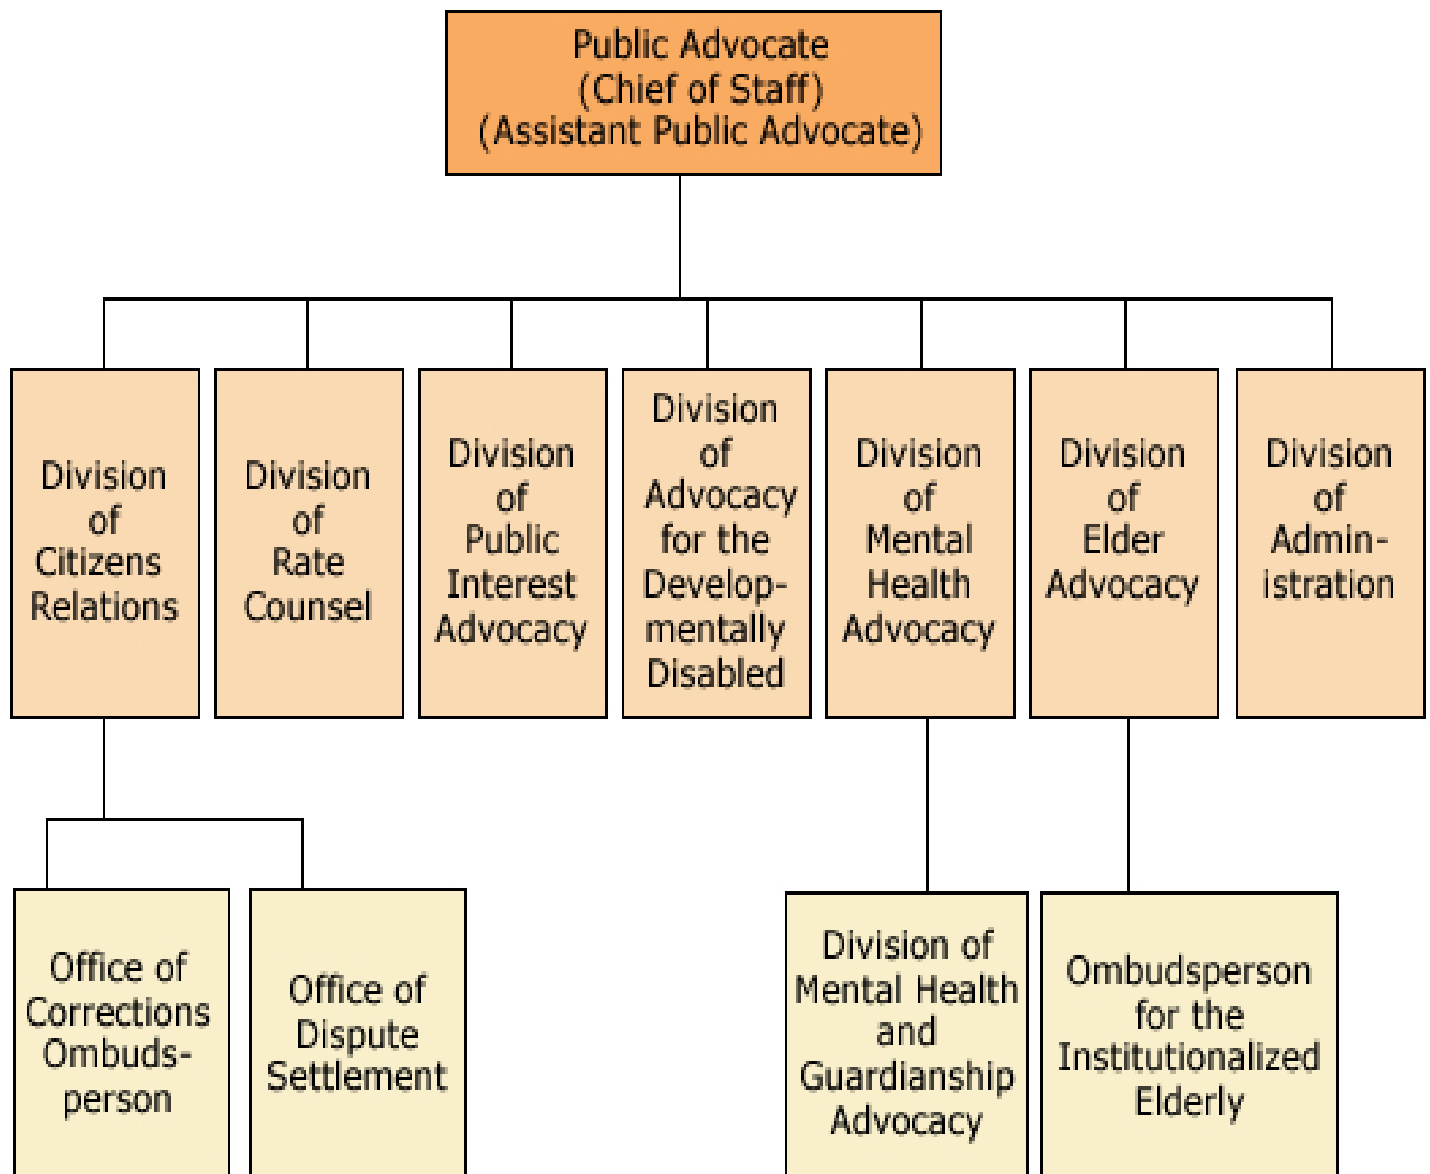 Public Advocate
(Chief of Staff)
(Assistant Public Advocate)
Division
of
Citizens
Relations
Division
of
Rate
Counsel
Division
of
Public
Interest
Advocacy
Division
of
Advocacy
for the
Develop-
mentally
Disabled
Division
of
Mental
Health
Advocacy
Division
of
Elder
Advocacy
Division
of
Admin-
istration
Office of
Corrections
Ombuds-
person
Office of
Dispute
Settlement
Division of
Mental Health
and
Guardianship
Advocacy
Ombudsperson
for the
Institutionalized
Elderly